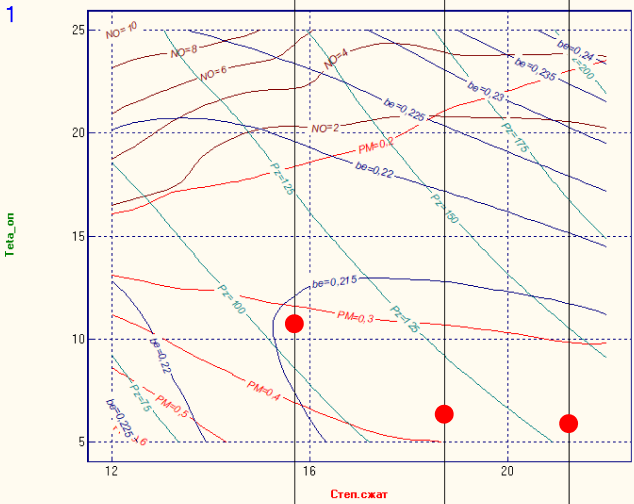 1
25
20
15
10
5
12
16
20
Teta_оп
Степ.сжат
NO=10
NO=8
NO=6
NO=4
NO=2
be=0,24
be=0,235
be=0,23
be=0,225
be=0,22
be=0,215
be=0,22
be=0,225
Pz=175
Pz=150
Pz=125
Pz=125
Pz=100
Pz=75
PM=0,2
PM=0,3
PM=0,4
PM=0,5
=200
6